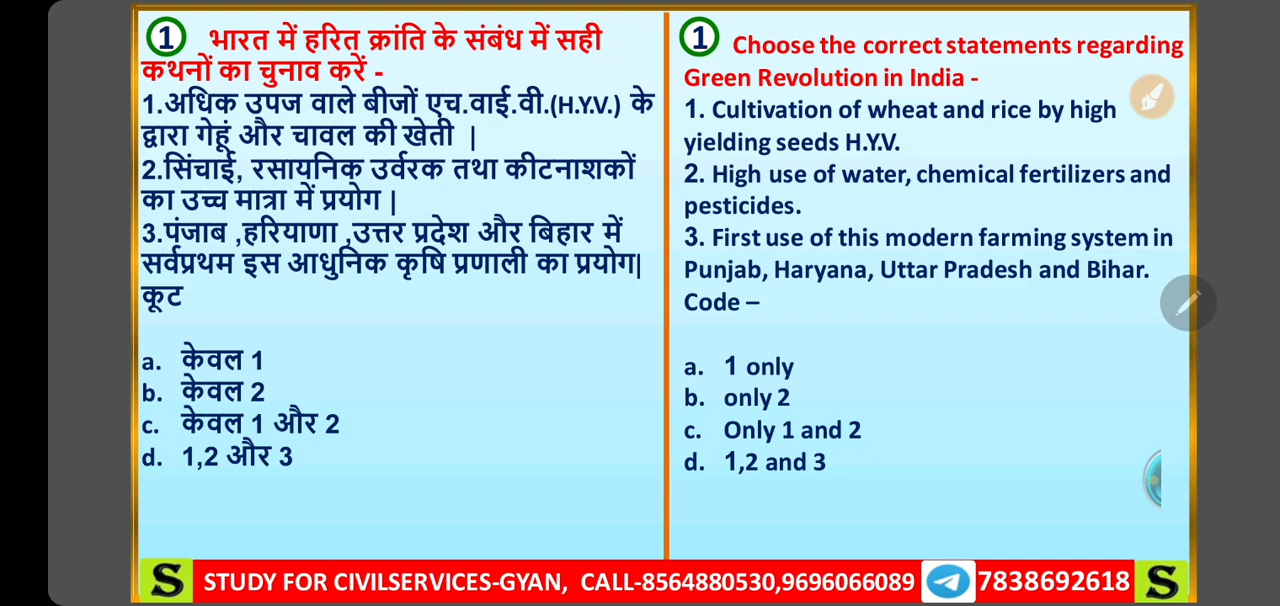 1 भारत में हरित क्रांति के संबंध में सही
कथनों का चुनाव करें -
1.अधिक उपज वाले बीजों एच.वाई.वी.(H.Y.V.) के
द्वारा गेहूं और चावल की खेती |
2.सिंचाई, रसायनिक उर्वरक तथा कीटनाशकों
का उच्च मात्रा में प्रयोग |
3.पंजाब ,हरियाणा ,उत्तर प्रदेश और बिहार में
सर्वप्रथम इस आधुनिक कृषि प्रणाली का प्रयोग|
कूट
a. केवल 1
b. केवल 2
c. केवल 1 और 2
d. 1,2 और 3
1 Choose the correct statements regarding
Green Revolution in India -
1. Cultivation of wheat and rice by high
yielding seeds H.Y.V.
2. High use of water, chemical fertilizers and
pesticides.
3. First use of this modern farming system in
Punjab, Haryana, Uttar Pradesh and Bihar.
Code –
a. 1 only
b. only 2
c. Only 1 and 2
d. 1,2 and 3
S STUDY FOR CIVILSERVICES-GYAN, CALL-8564880530,9696066089 7838692618 S